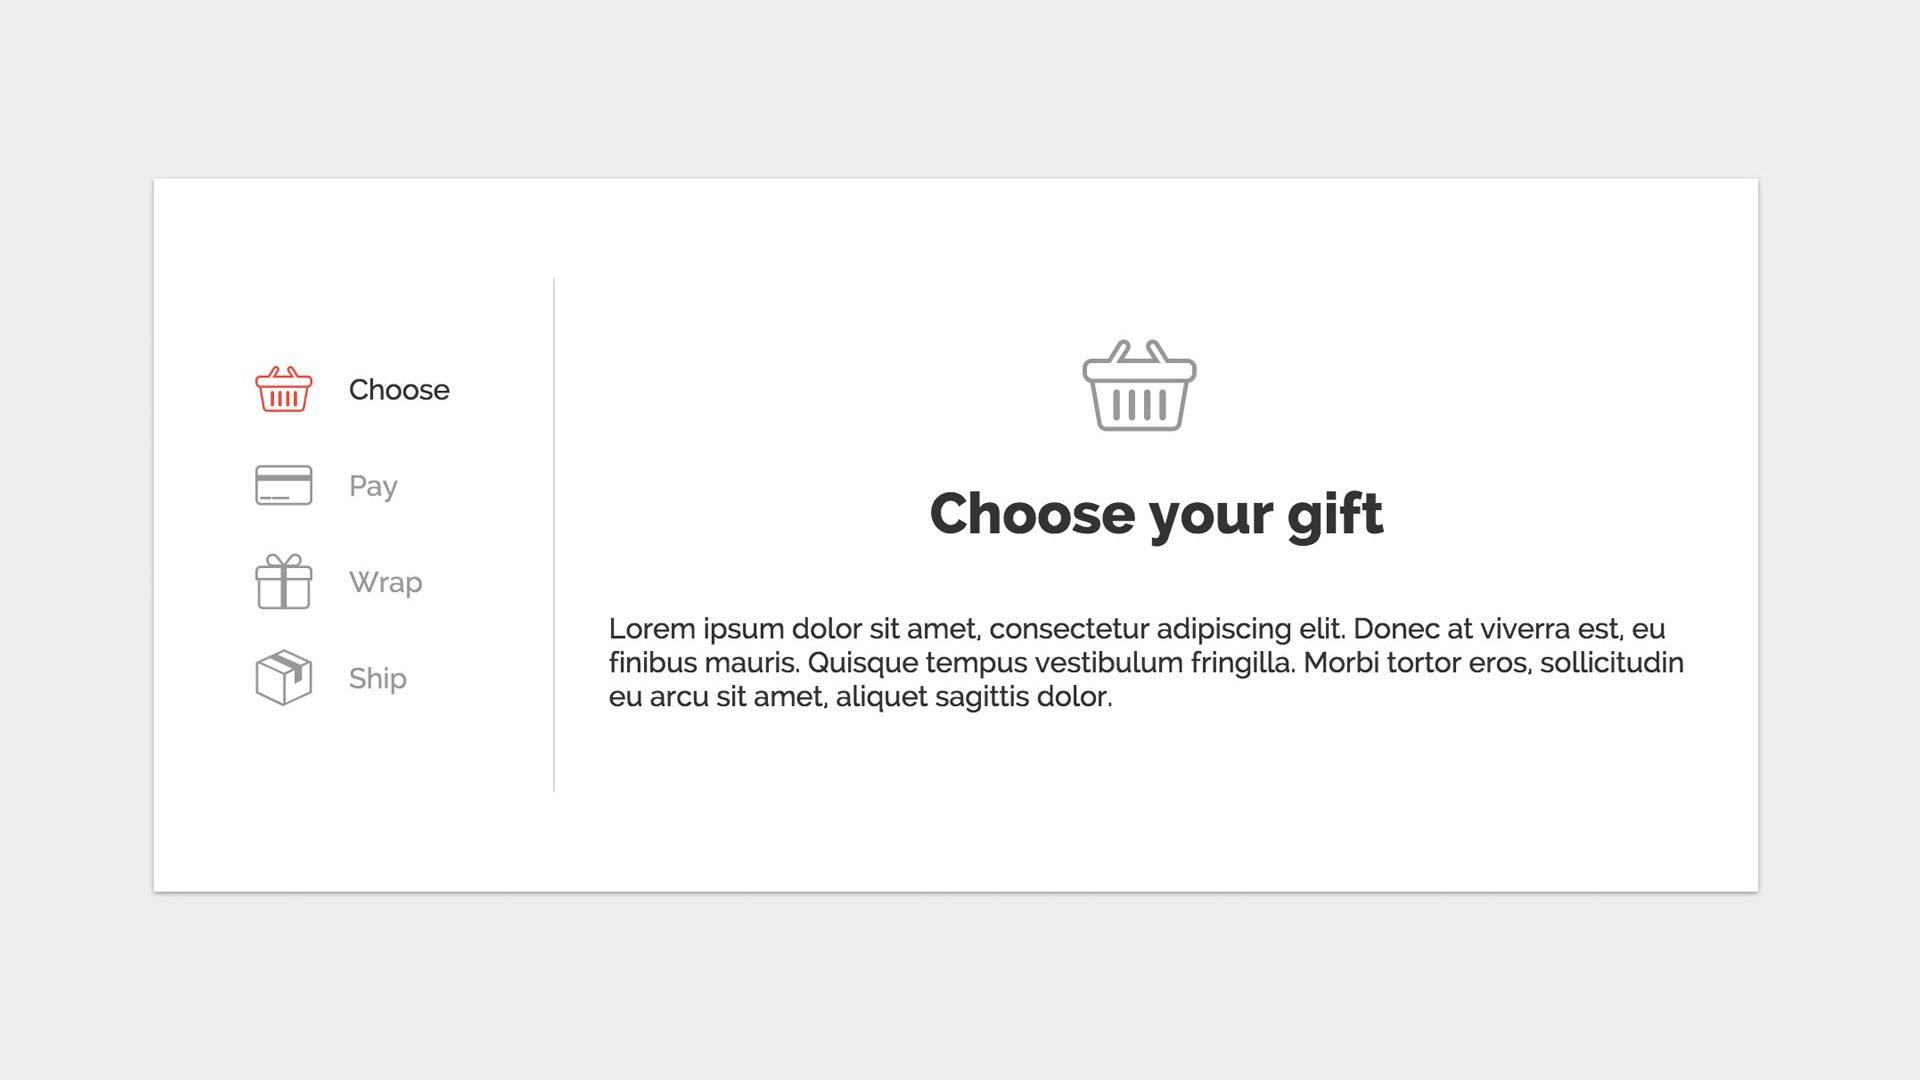 Choose
Pay
Wrap
Ship
Choose your gift
Lorem ipsum dolor sit amet, consectetur adipiscing elit. Donec at viverra est, eu
finibus mauris. Quisque tempus vestibulum fringilla. Morbi tortor eros, sollicitudin
eu arcu sit amet, aliquet sagittis dolor.